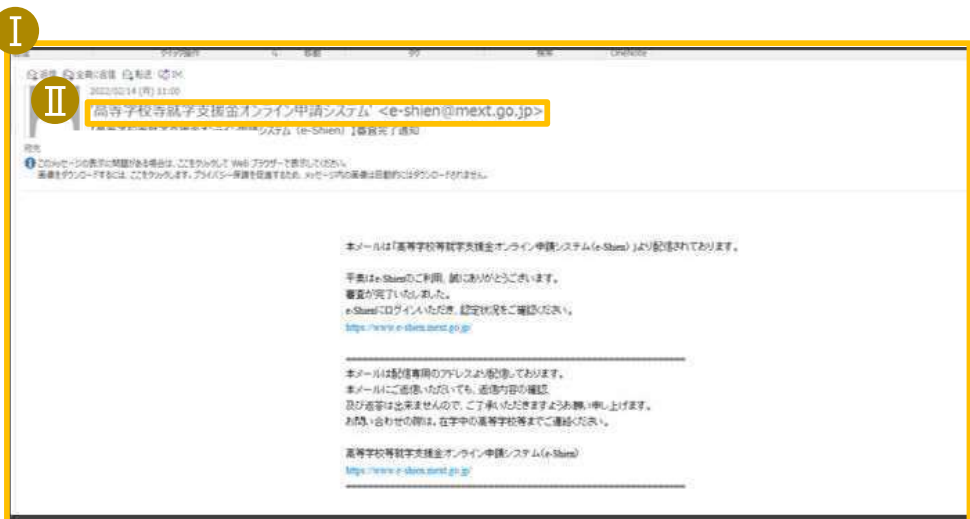 Ⅰ
OneNote
返信 全員に返信 転送 IM
2022/02/14 (月) 11:00
Ⅱ
高等学校等就学支援金オンライン申請システム <e-shien@mext.go.jp>
システム (e-Shien) 】審査完了通知
宛先
このメッセージの表示に問題がある場合は、ここをクリックして Web ブラウザーで表示してください。
画像をダウンロードするには、ここをクリックします。プライバシー保護を促進するため、メッセージ内の画像は自動的にはダウンロードされません。
本メールは「高等学校等就学支援金オンライン申請システム(e-Shien)」より配信されております。
平素はe-Shienのご利用、誠にありがとうございます。
審査が完了いたしました。
e-Shienにログインいただき、認定状況をご確認ください。
https://www.e-shien.mext.go.jp/
本メールは配信専用のアドレスより配信しております。
本メールにご返信いただいても、返信内容の確認
及び返答は出来ませんので、ご了承いただきますようお願い申し上げます。
お問い合わせの際は、在学中の高等学校等までご連絡ください。
高等学校等就学支援金オンライン申請システム(e-Shien)
https://www.e-shien.mext.go.jp/